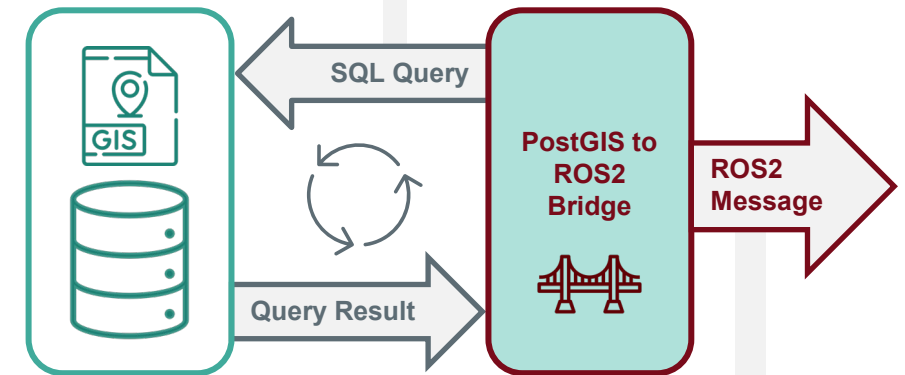 SQL Query
GIS
PostGIS to
ROS2
Bridge
ROS2
Message
Query Result